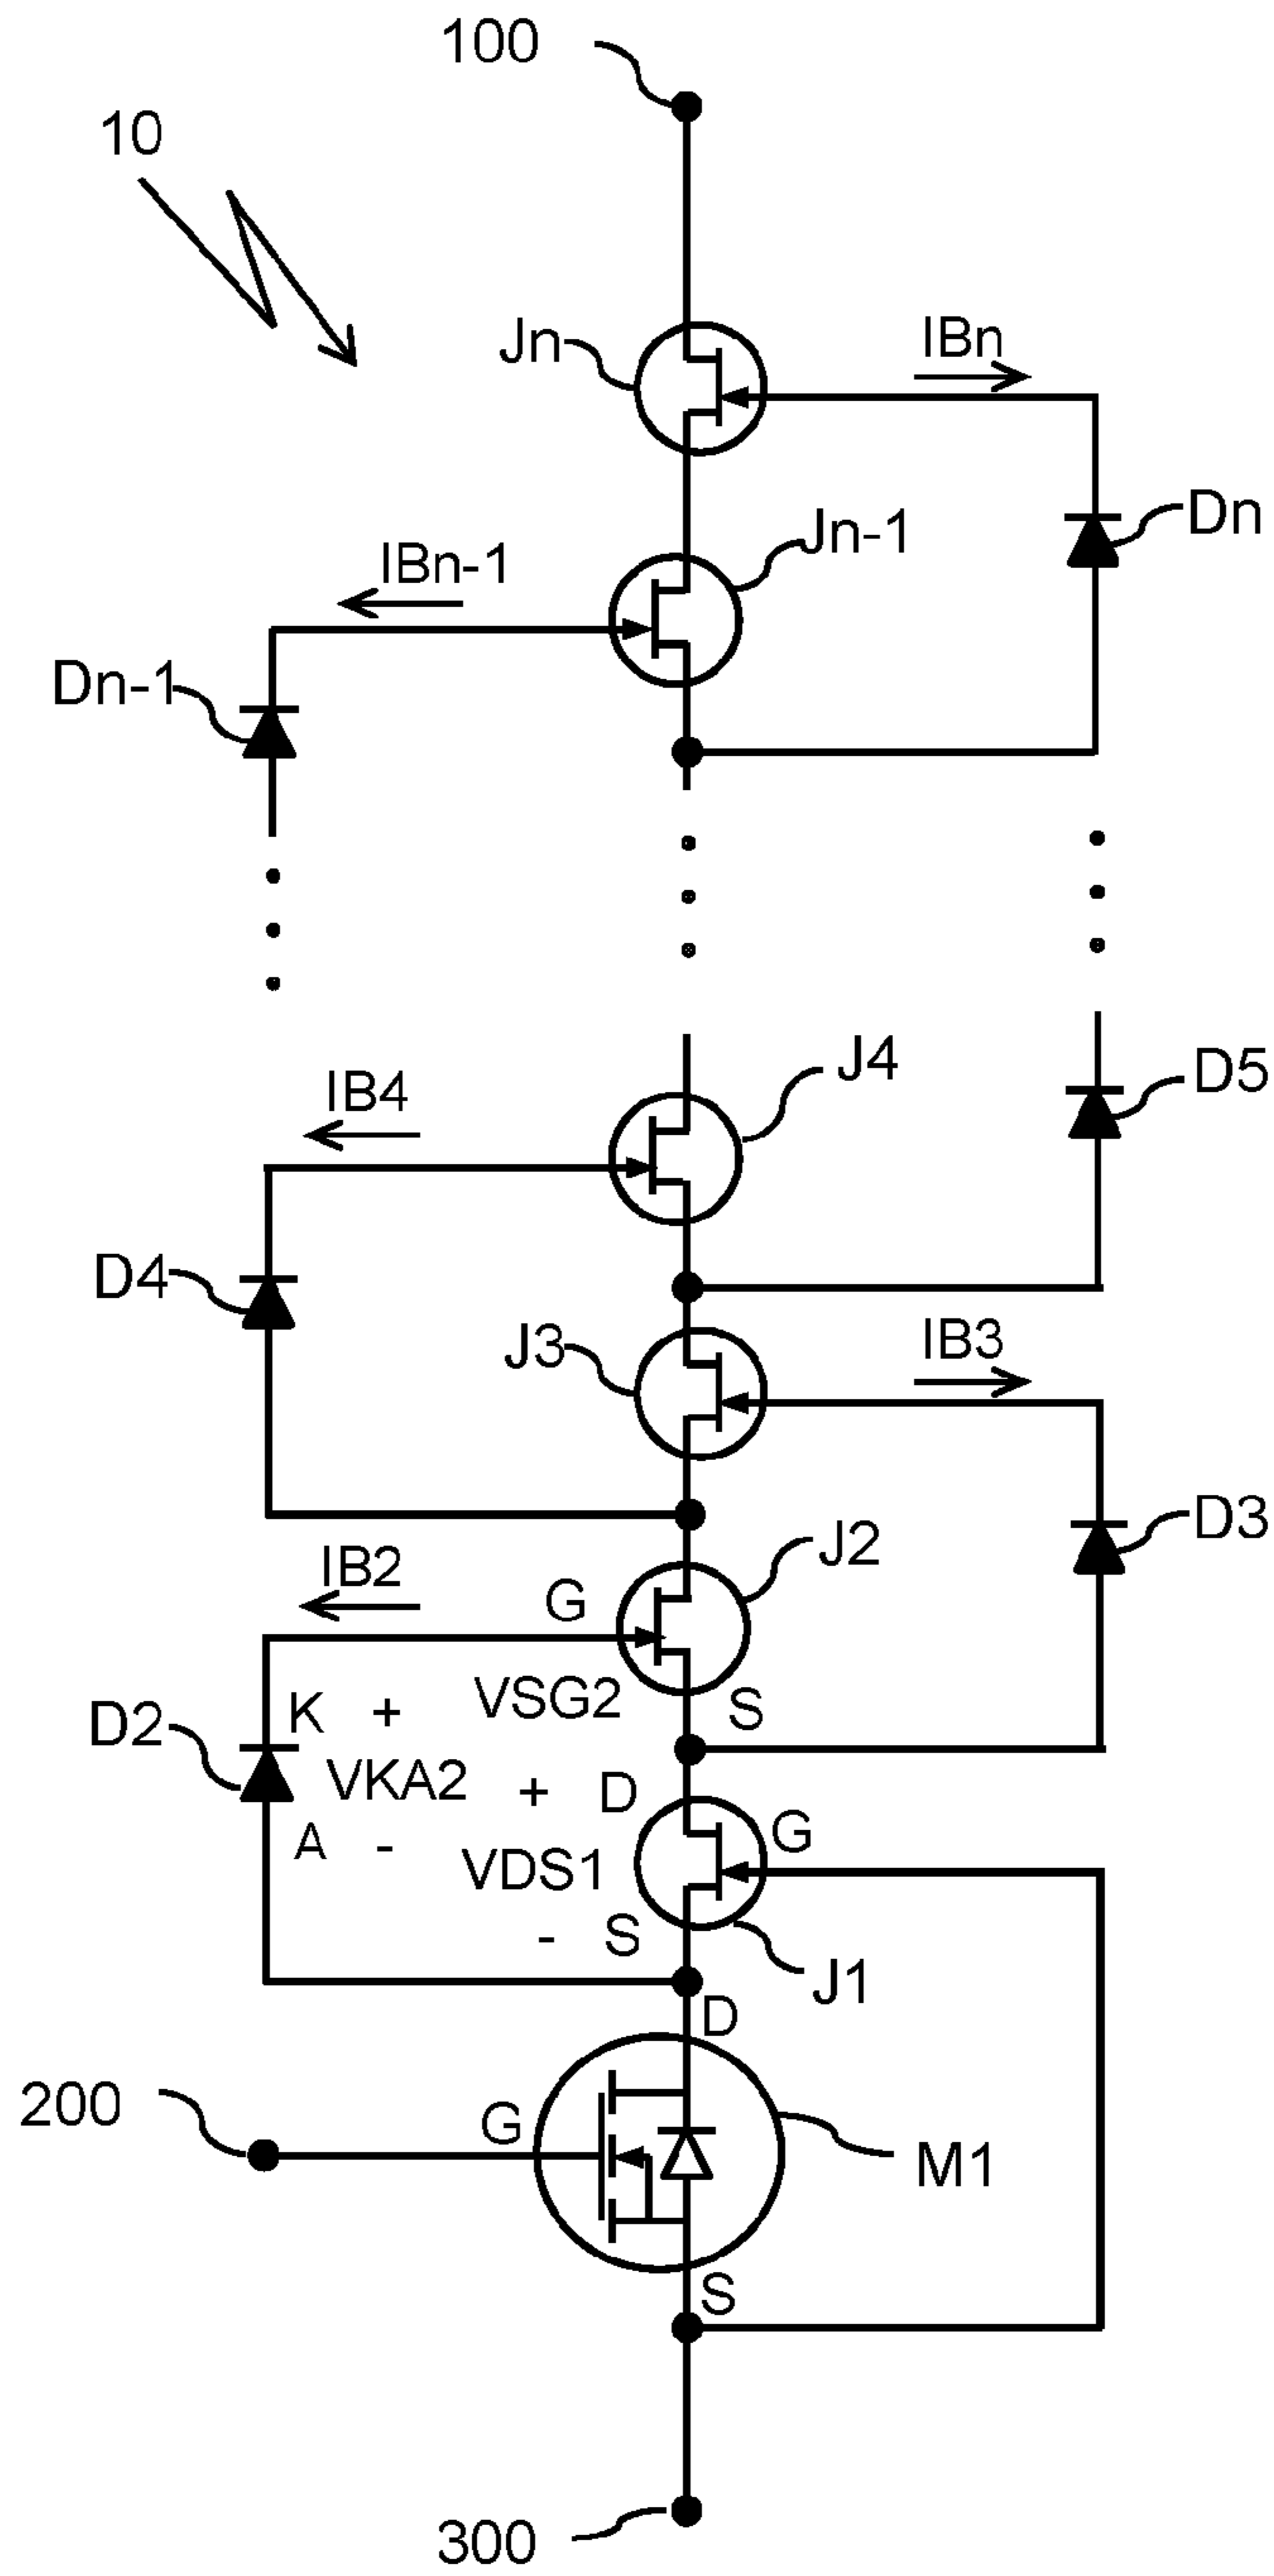 100
10
Jn
IBn
Dn
Jn-1
IBn-1
Dn-1
J4
D5
IB4
D4
J3
IB3
D3
J2
IB2
G
VSG2
S
D2
K
+
VKA2
+
D
G
A
-
VDS1
-
S
J1
D
200
G
M1
S
300